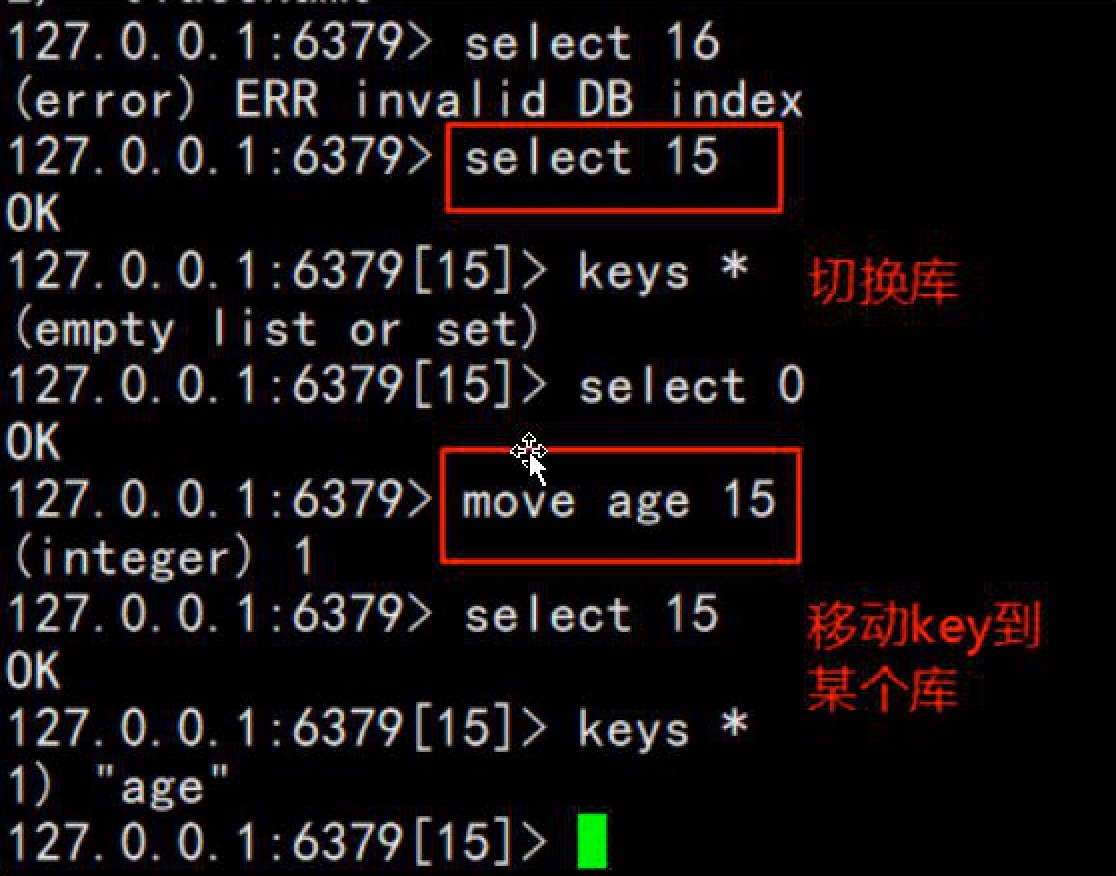 127.0.0.1:6379> select 16
(error) ERR invalid DB index
127.0.0.1:6379> select 15
OK
127.0.0.1:6379[15]> keys *
切换库
(empty list or set)
127.0.0.1:6379[15]> select 0
OK
127.0.0.1:6379> move age 15
(integer) 1
127.0.0.1:6379> select 15
移动key到
某个库
OK
127.0.0.1:6379[15]> keys *
1) "age"
127.0.0.1:6379[15]>